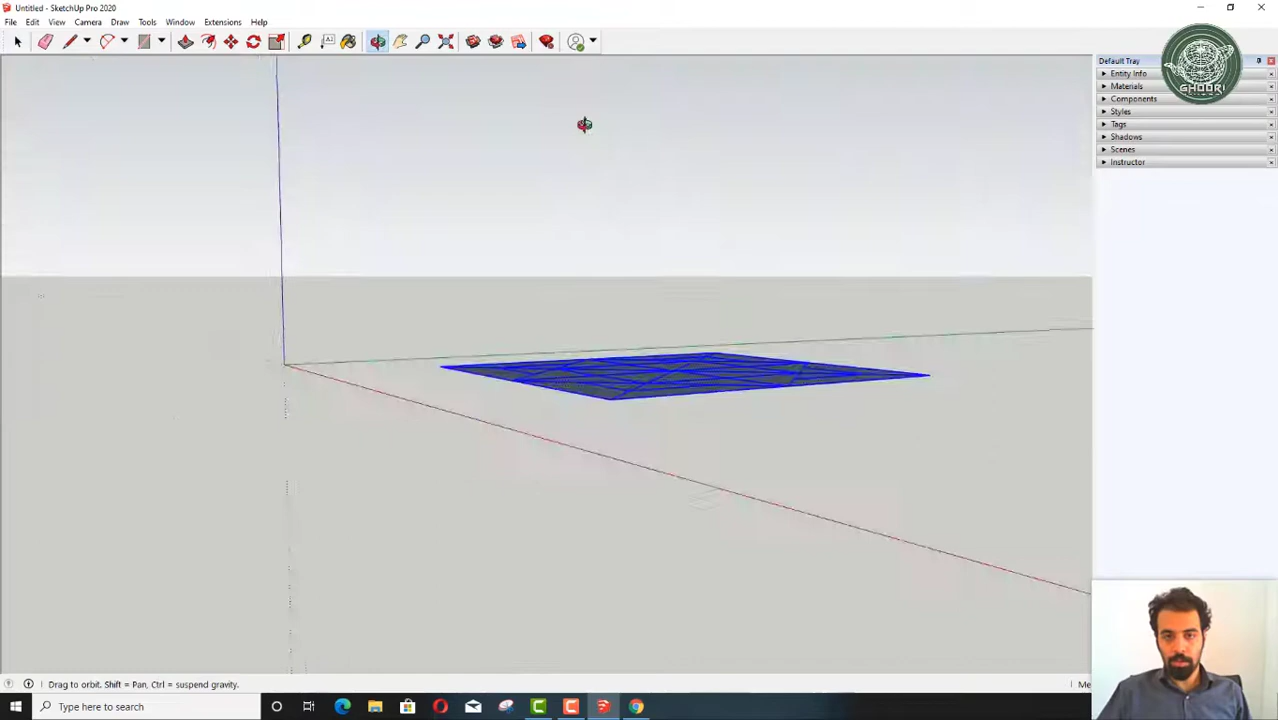 Untitled - SketchUp Pro 2020
File Edit View Camera Draw Tools Window Extensions Help
Default Tray
Entity Info
Materials
Components
Styles
Tags
Shadows
Scenes
Instructor
GHOORI
Drag to orbit. Shift = Pan, Ctrl = suspend gravity.
Me
Type here to search